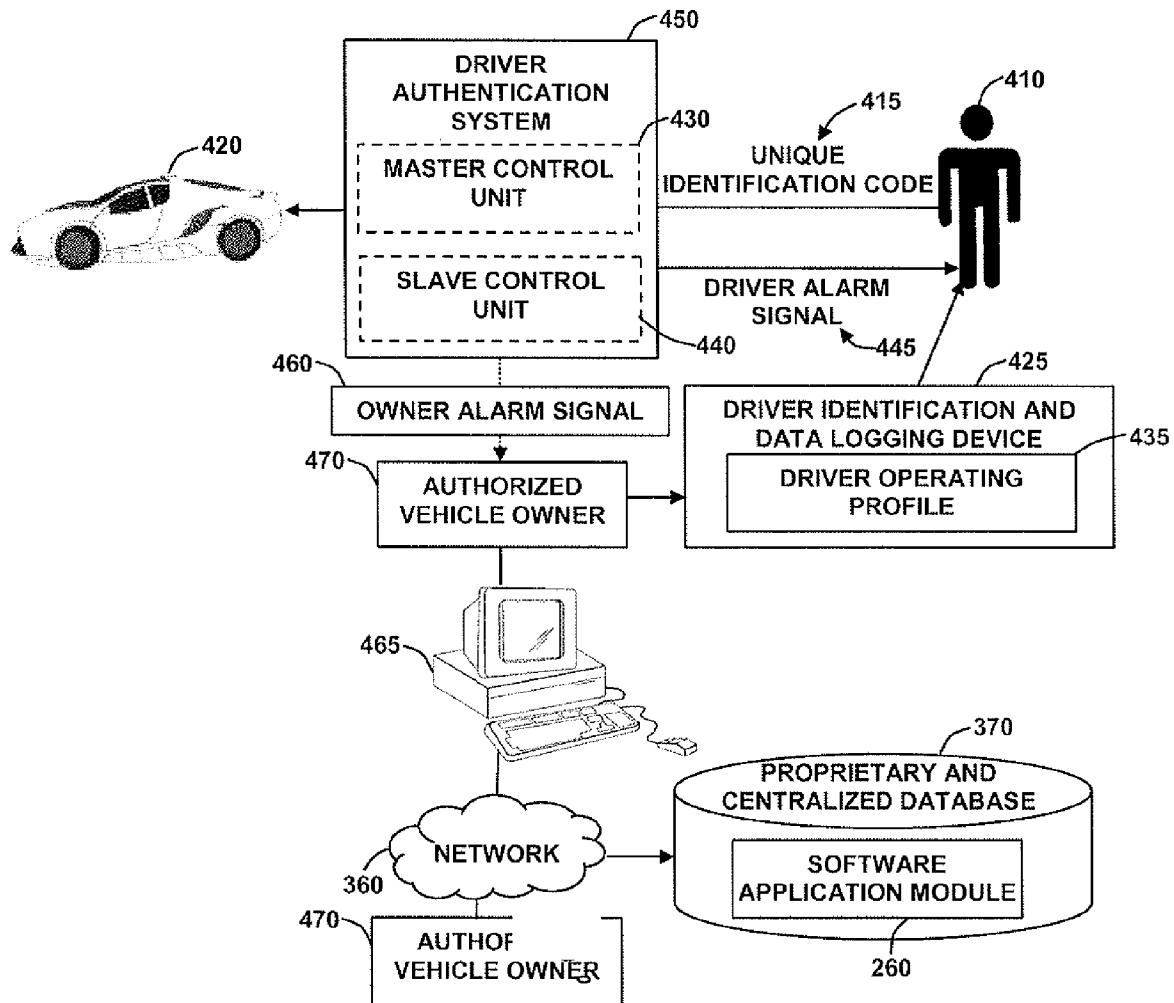 450
DRIVER
AUTHENTICATION
SYSTEM
430
MASTER CONTROL
UNIT
SLAVE CONTROL
UNIT
440
420
415
410
UNIQUE
IDENTIFICATION CODE
DRIVER ALARM
SIGNAL
445
460
OWNER ALARM SIGNAL
425
DRIVER IDENTIFICATION AND
DATA LOGGING DEVICE
435
DRIVER OPERATING
PROFILE
470
AUTHORIZED
VEHICLE OWNER
465
370
PROPRIETARY AND
CENTRALIZED DATABASE
SOFTWARE
APPLICATION MODULE
260
NETWORK
360
470
VEHICLE OWNER